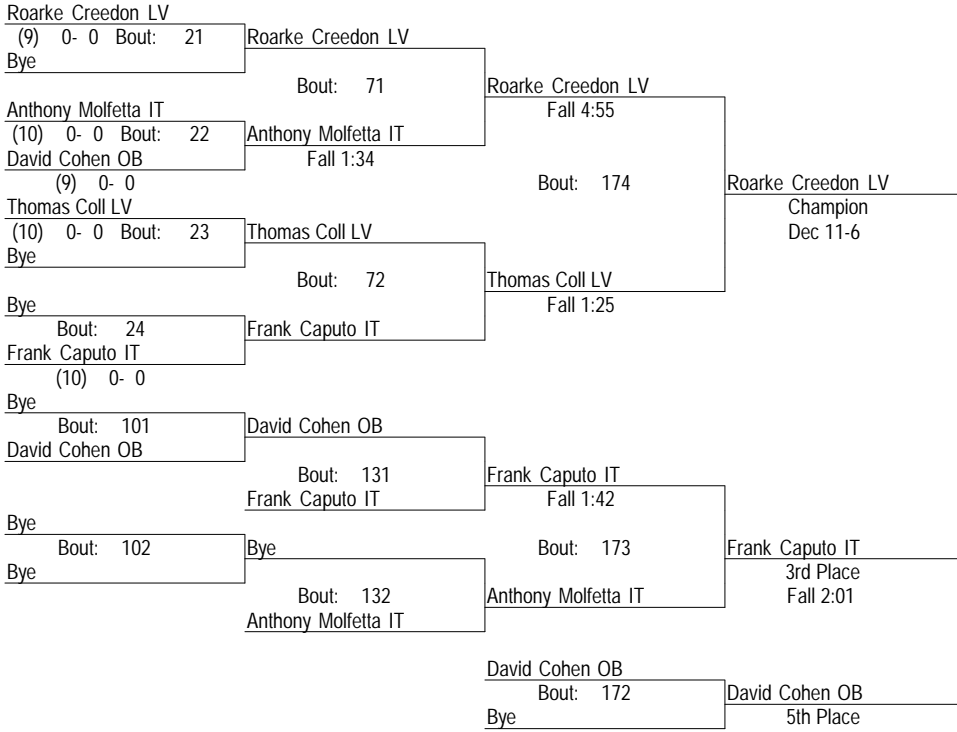 Roarke Creedon LV
(9) 0- 0 Bout: 21 Roarke Creedon LV
Bye
Bout: 71 Roarke Creedon LV
Anthony Molfetta IT Fall 4:55
(10) 0- 0 Bout: 22 Anthony Molfetta IT
David Cohen OB Fall 1:34
(9) 0- 0 Bout: 174 Roarke Creedon LV
Thomas Coll LV Champion
(10) 0- 0 Bout: 23 Thomas Coll LV Dec 11-6
Bye
Bout: 72 Thomas Coll LV
Bye Fall 1:25
Bout: 24 Frank Caputo IT
Frank Caputo IT
(10) 0- 0
Bye
Bout: 101 David Cohen OB
David Cohen OB
Bout: 131 Frank Caputo IT
Frank Caputo IT Fall 1:42
Bye
Bout: 102 Bye Bout: 173 Frank Caputo IT
Bye 3rd Place
Bout: 132 Anthony Molfetta IT Fall 2:01
Anthony Molfetta IT
David Cohen OB
Bout: 172 David Cohen OB
Bye 5th Place